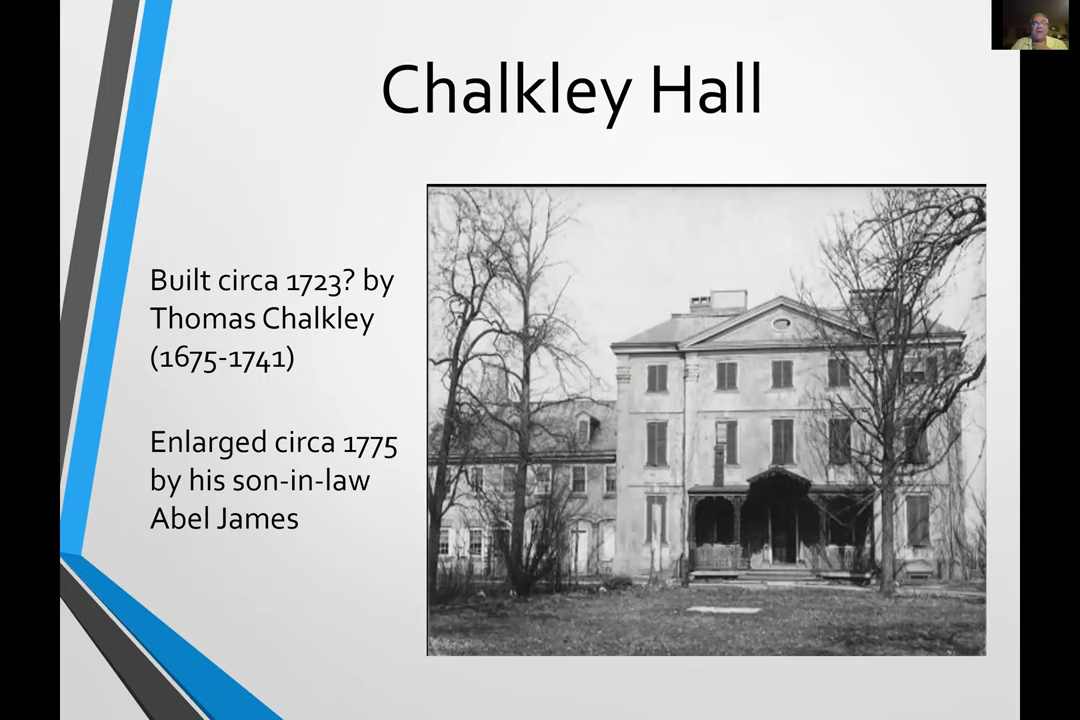 Chalkley Hall
Built circa 1723? by
Thomas Chalkley
(1675-1741)
Enlarged circa 1775
by his son-in-law
Abel James